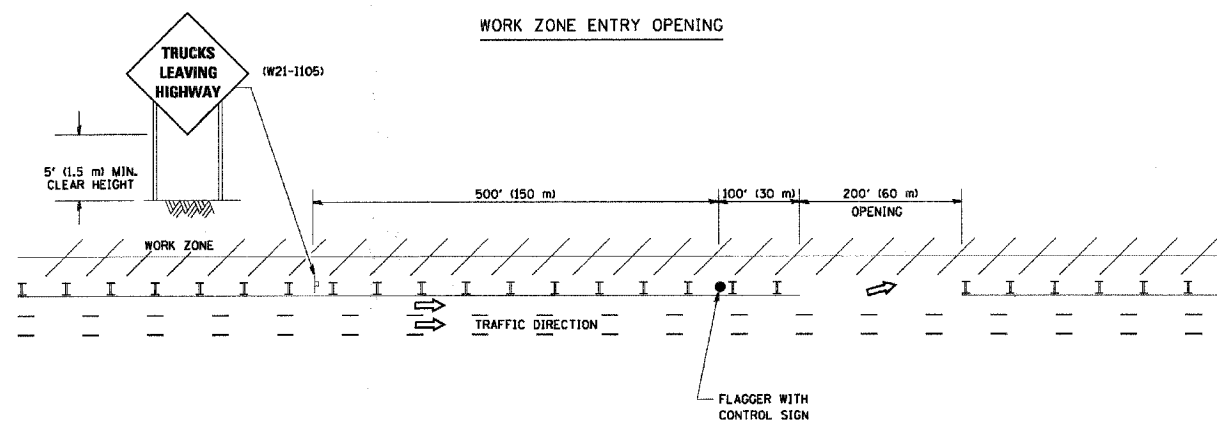 WORK ZONE ENTRY OPENING
TRUCKS
LEAVING
HIGHWAY
(W21-I105)
5' (1.5 m) MIN.
CLEAR HEIGHT
500' (150 m)
100' (30 m)
200' (60 m)
OPENING
WORK ZONE
TRAFFIC DIRECTION
FLAGGER WITH
CONTROL SIGN